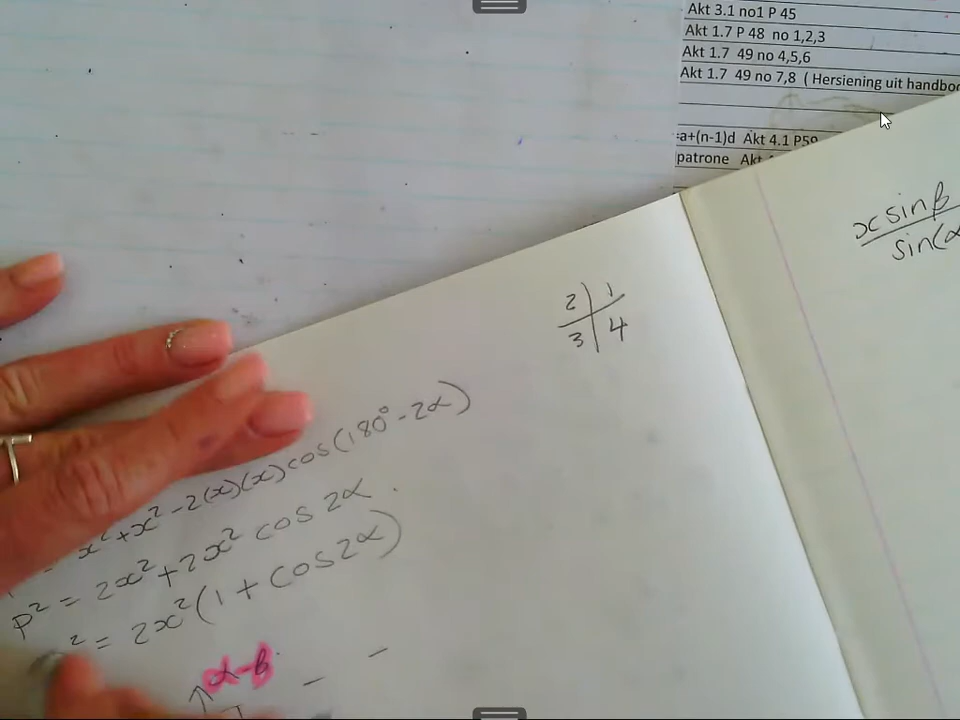 Akt 3.1 no1 P 45
Akt 1.7 P 48 no 1,2,3
Akt 1.7 49 no 4,5,6
Akt 1.7 49 no 7,8 ( Hersiening uit handbo
=a+(n-1)d Akt 4.1 P59
patrone Akt
x sin β
sin(α
2 1
3 4
x² + x² - 2(x)(x) cos(180° - 2α)
P² = 2x² + 2x² cos 2α
² = 2x² (1 + cos 2α)
α-β